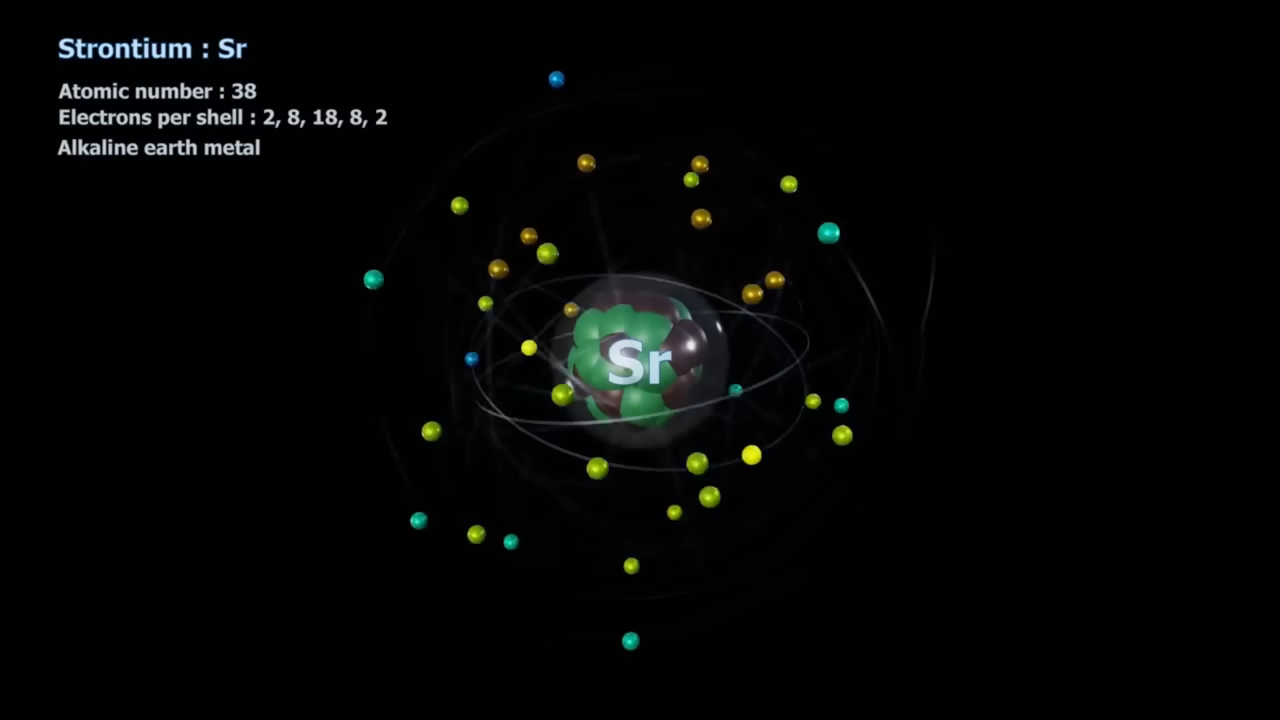 Strontium : Sr
Atomic number : 38
Electrons per shell : 2, 8, 18, 8, 2
Alkaline earth metal
Sr